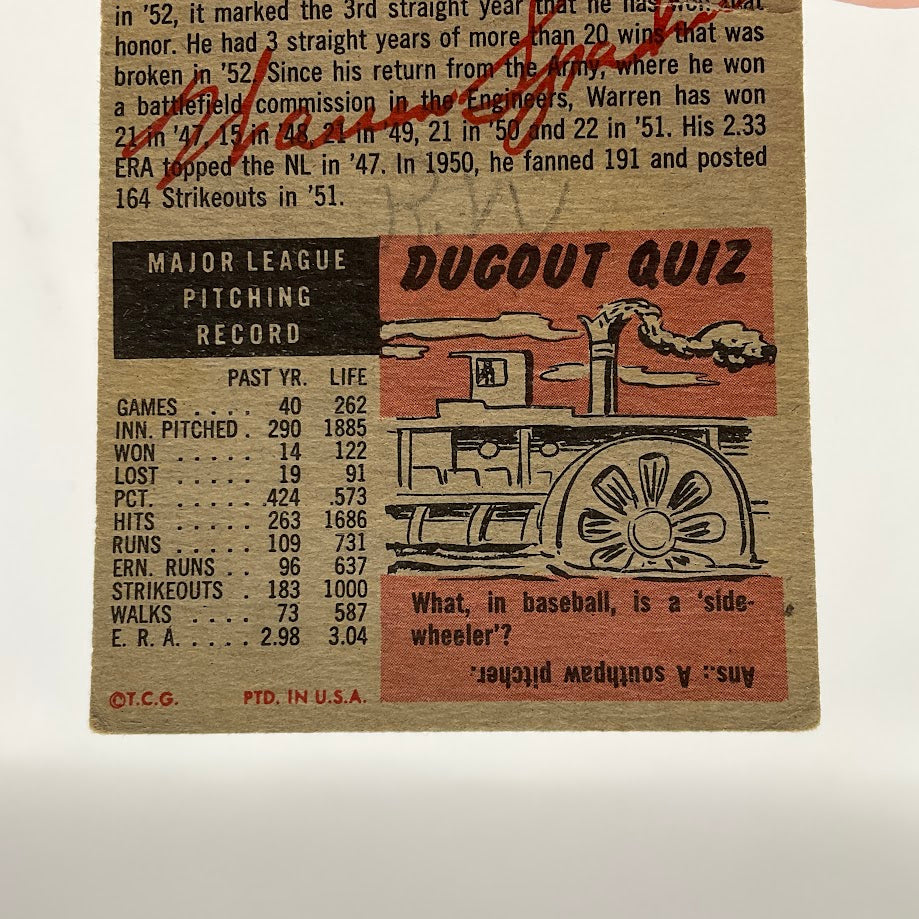 in '52, it marked the 3rd straight year that he has won that
honor. He had 3 straight years of more than 20 wins that was
broken in '52. Since his return from the Army, where he won
a battlefield commission in the Engineers, Warren has won
21 in '47, 15 in '48, 21 in '49, 21 in '50 and 22 in '51. His 2.33
ERA topped the NL in '47. In 1950, he fanned 191 and posted
164 Strikeouts in '51.
Warren Spahn
K.W
MAJOR LEAGUE
PITCHING
RECORD
PAST YR. LIFE
GAMES .... 40 262
INN. PITCHED . 290 1885
WON ..... 14 122
LOST ..... 19 91
PCT. ..... .424 .573
HITS ..... 263 1686
RUNS ..... 109 731
ERN. RUNS .. 96 637
STRIKEOUTS . 183 1000
WALKS .... 73 587
E. R. A. .... 2.98 3.04
©T.C.G. PTD. IN U.S.A.
DUGOUT QUIZ
What, in baseball, is a 'side-
wheeler'?
Ans.: A southpaw pitcher.